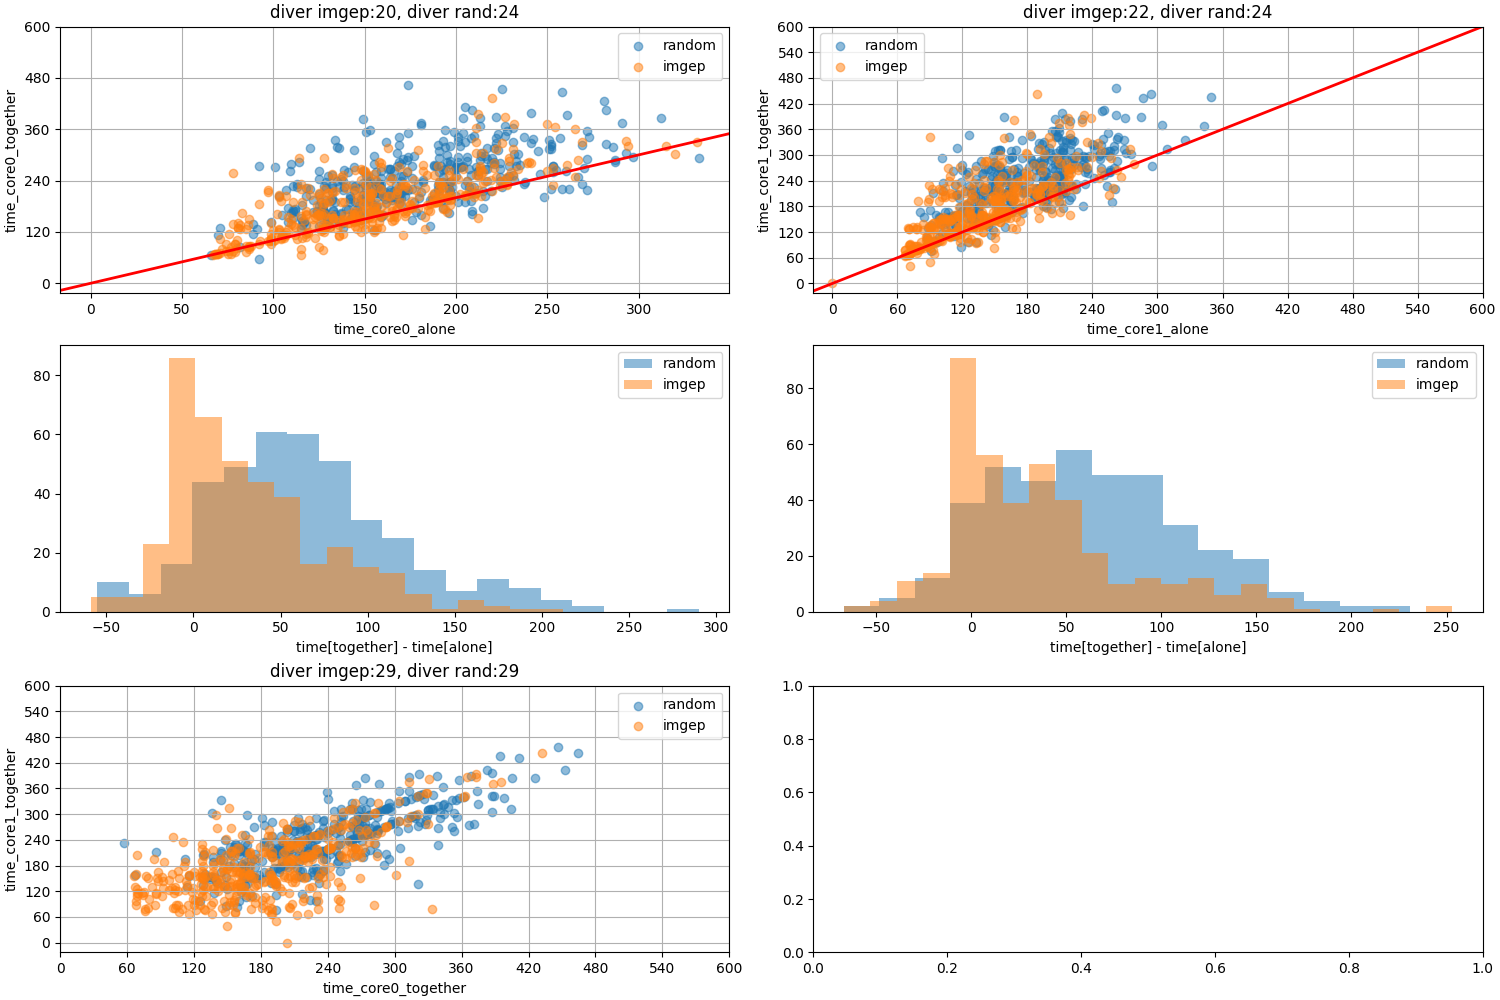 diver imgep:20, diver rand:24
600
480
360
240
120
0
time_core0_together
random
imgep
0 50 100 150 200 250 300
time_core0_alone
diver imgep:22, diver rand:24
600
540
480
420
360
300
240
180
120
60
0
time_core1_together
random
imgep
0 60 120 180 240 300 360 420 480 540 600
time_core1_alone
80
60
40
20
0
random
imgep
−50 0 50 100 150 200 250 300
time[together] - time[alone]
80
60
40
20
0
random
imgep
−50 0 50 100 150 200 250
time[together] - time[alone]
diver imgep:29, diver rand:29
600
540
480
420
360
300
240
180
120
60
0
time_core1_together
random
imgep
0 60 120 180 240 300 360 420 480 540 600
time_core0_together
1.0
0.8
0.6
0.4
0.2
0.0
0.0 0.2 0.4 0.6 0.8 1.0